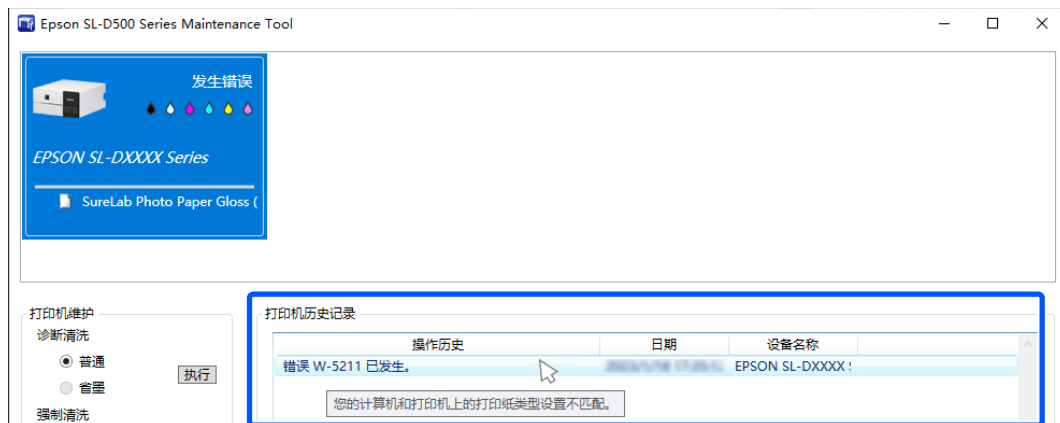 Epson SL-D500 Series Maintenance Tool
发生错误
EPSON SL-DXXXX Series
SureLab Photo Paper Gloss (
打印机维护
诊断清洗
普通
执行
省墨
强制清洗
打印机历史记录
操作历史 日期 设备名称
错误 W-5211 已发生。 EPSON SL-DXXXX S
您的计算机和打印机上的打印纸类型设置不匹配。